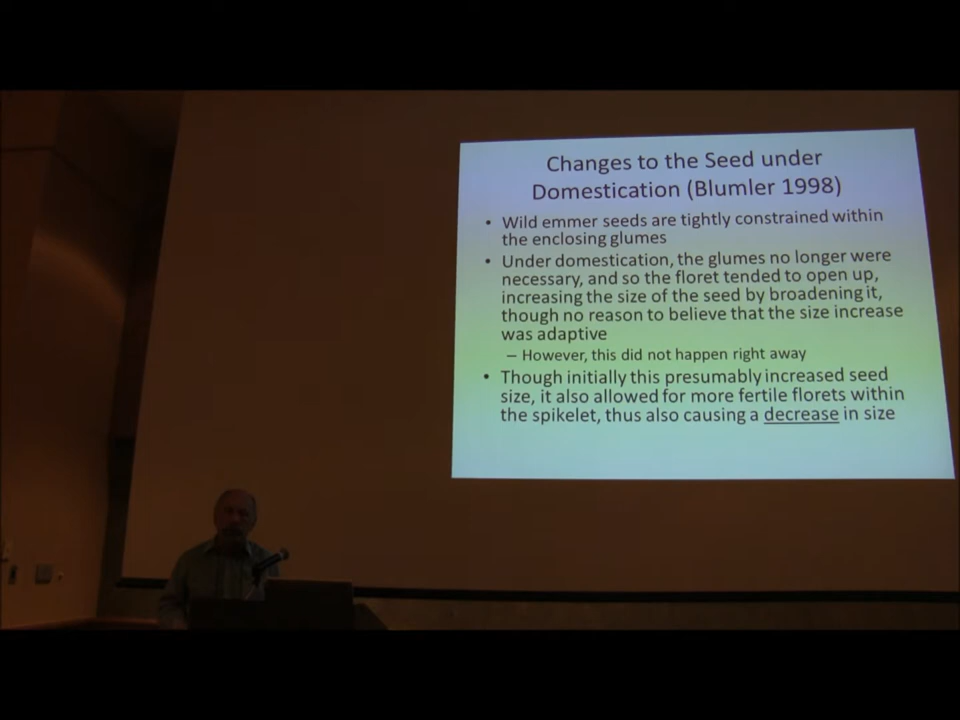 Changes to the Seed under
Domestication (Blumler 1998)
• Wild emmer seeds are tightly constrained within
the enclosing glumes
• Under domestication, the glumes no longer were
necessary, and so the floret tended to open up,
increasing the size of the seed by broadening it,
though no reason to believe that the size increase
was adaptive
– However, this did not happen right away
• Though initially this presumably increased seed
size, it also allowed for more fertile florets within
the spikelet, thus also causing a decrease in size